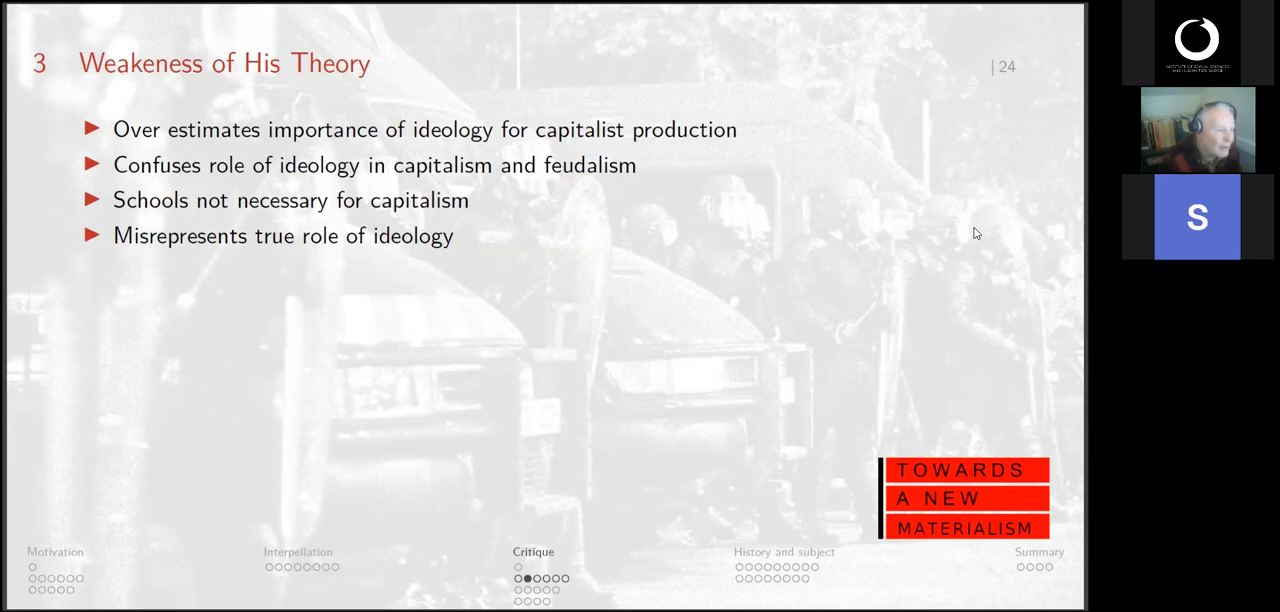 3 Weakeness of His Theory
| 24
Over estimates importance of ideology for capitalist production
Confuses role of ideology in capitalism and feudalism
Schools not necessary for capitalism
Misrepresents true role of ideology
TOWARDS
A NEW
MATERIALISM
Motivation
Interpellation
Critique
History and subject
Summary
S